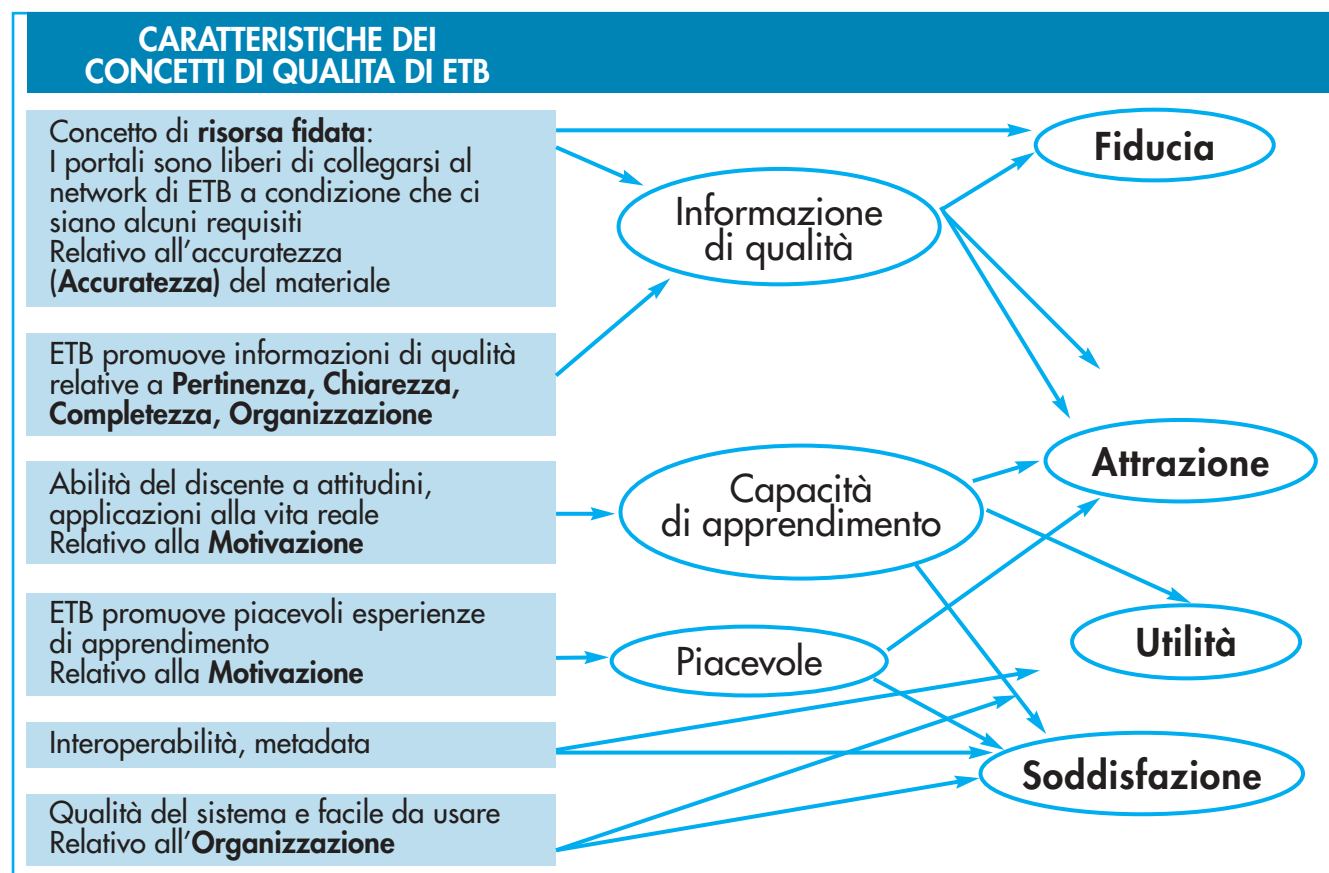 CARATTERISTICHE DEI
CONCETTI DI QUALITA DI ETB
Concetto di risorsa fidata:
I portali sono liberi di collegarsi al
network di ETB a condizione che ci
siano alcuni requisiti
Relativo all'accuratezza
(Accuratezza) del materiale
ETB promuove informazioni di qualità
relative a Pertinenza, Chiarezza,
Completezza, Organizzazione
Abilità del discente a attitudini,
applicazioni alla vita reale
Relativo alla Motivazione
ETB promuove piacevoli esperienze
di apprendimento
Relativo alla Motivazione
Interoperabilità, metadata
Qualità del sistema e facile da usare
Relativo all'Organizzazione
Informazione
di qualità
Capacità
di apprendimento
Piacevole
Fiducia
Attrazione
Utilità
Soddisfazione